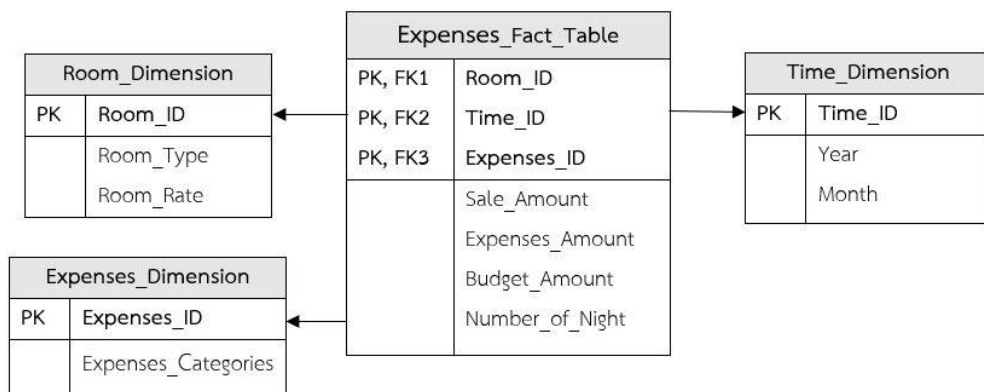 Expenses_Fact_Table
PK, FK1 Room_ID
PK, FK2 Time_ID
PK, FK3 Expenses_ID
Sale_Amount
Expenses_Amount
Budget_Amount
Number_of_Night
Room_Dimension
PK Room_ID
Room_Type
Room_Rate
Time_Dimension
PK Time_ID
Year
Month
Expenses_Dimension
PK Expenses_ID
Expenses_Categories